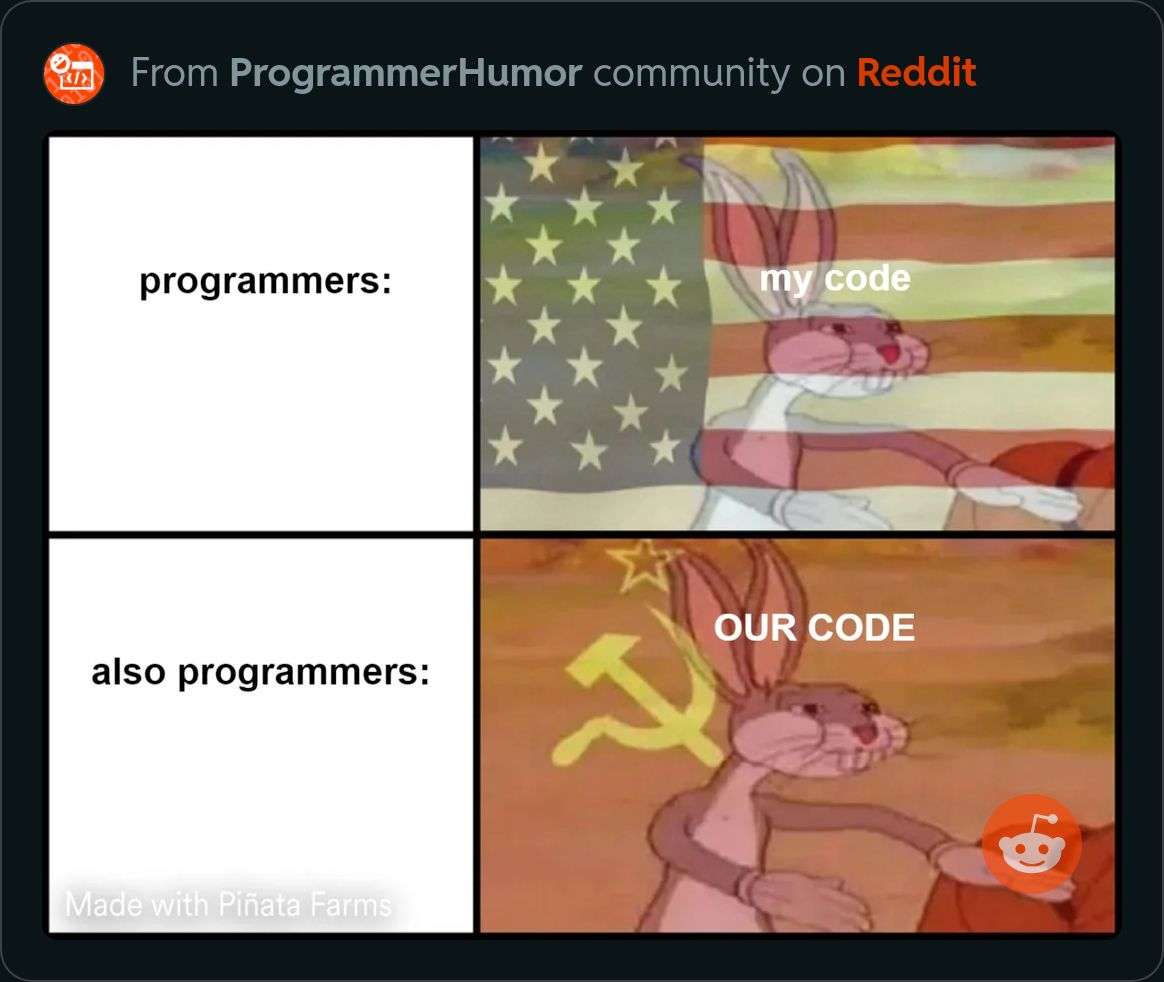 From ProgrammerHumor community on Reddit
programmers:
my code
also programmers:
OUR CODE
Made with Piñata Farms